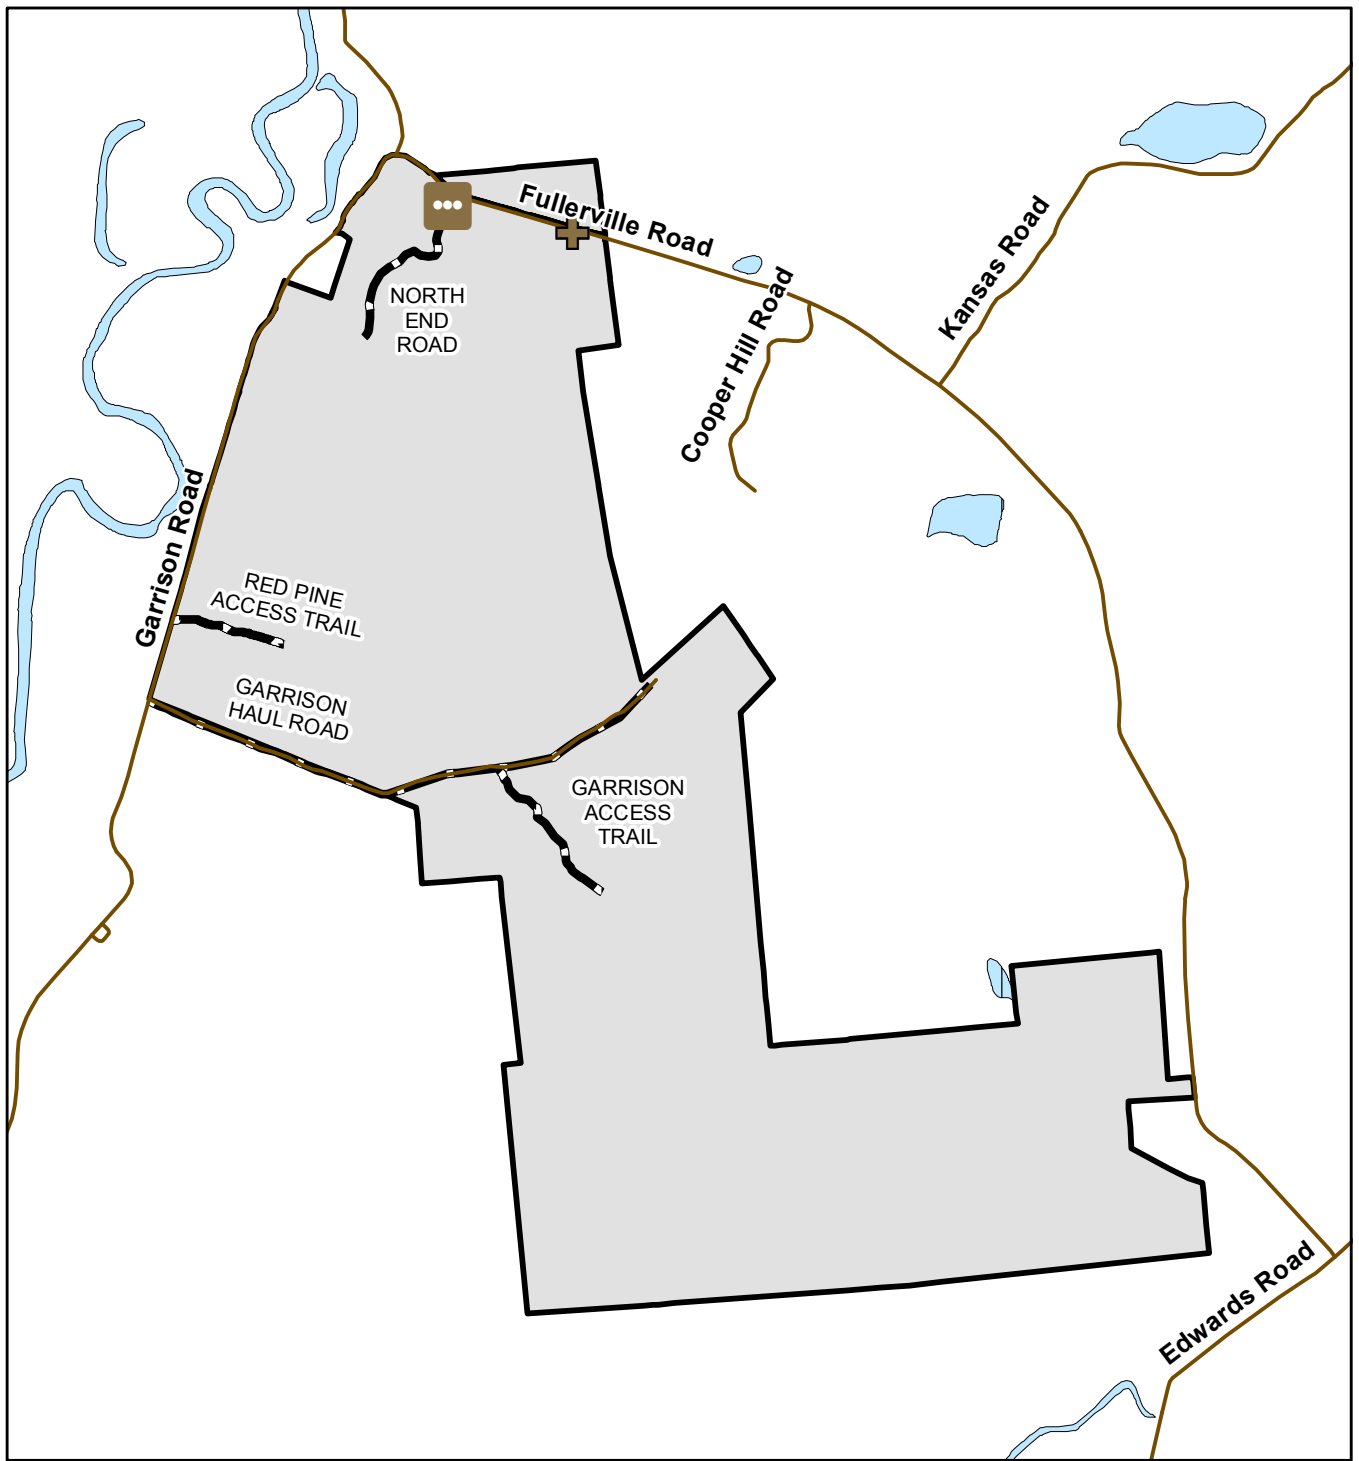 Fullerville Road
Kansas Road
Cooper Hill Road
NORTH
END
ROAD
Garrison Road
RED PINE
ACCESS TRAIL
GARRISON
HAUL ROAD
GARRISON
ACCESS
TRAIL
Edwards Road